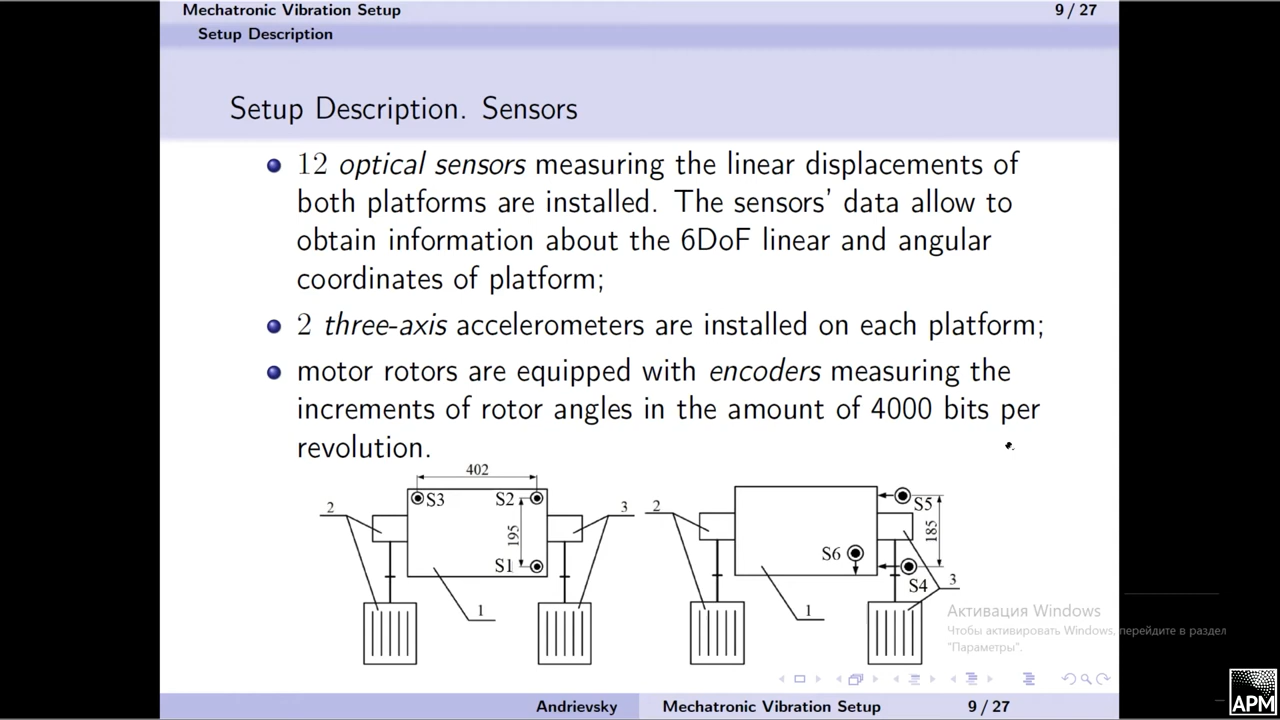 Mechatronic Vibration Setup
9 / 27
Setup Description
Setup Description. Sensors
12 optical sensors measuring the linear displacements of
both platforms are installed. The sensors' data allow to
obtain information about the 6DoF linear and angular
coordinates of platform;
2 three-axis accelerometers are installed on each platform;
motor rotors are equipped with encoders measuring the
increments of rotor angles in the amount of 4000 bits per
revolution.
402
S3
S2
2
3
195
S1
1
2
S5
185
S6
S4
3
1
Активация Windows
Чтобы активировать Windows, перейдите в раздел
"Параметры".
Andrievsky
Mechatronic Vibration Setup
9 / 27
APM